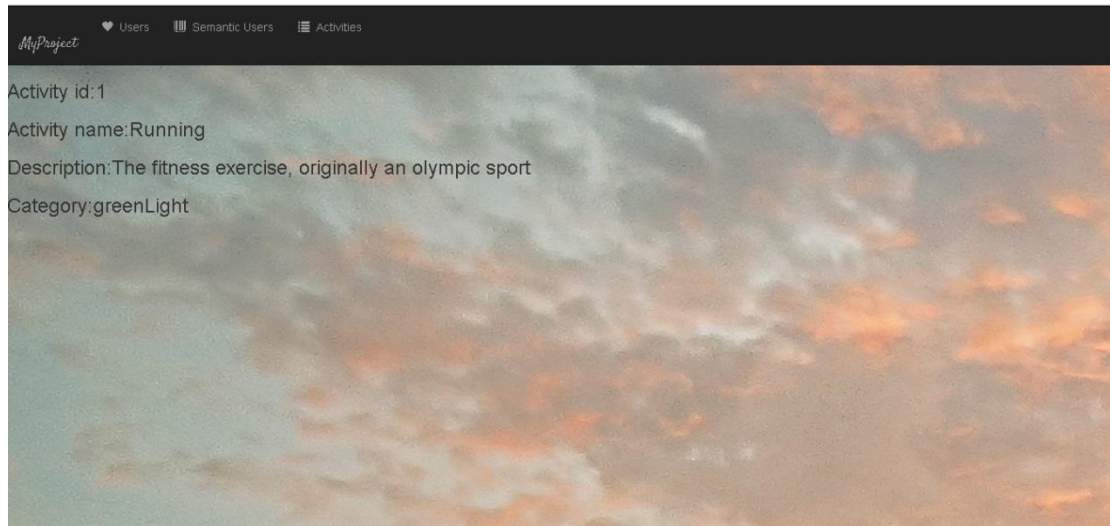 MyProject
Users Semantic Users Activities
Activity id:1
Activity name:Running
Description:The fitness exercise, originally an olympic sport
Category:greenLight